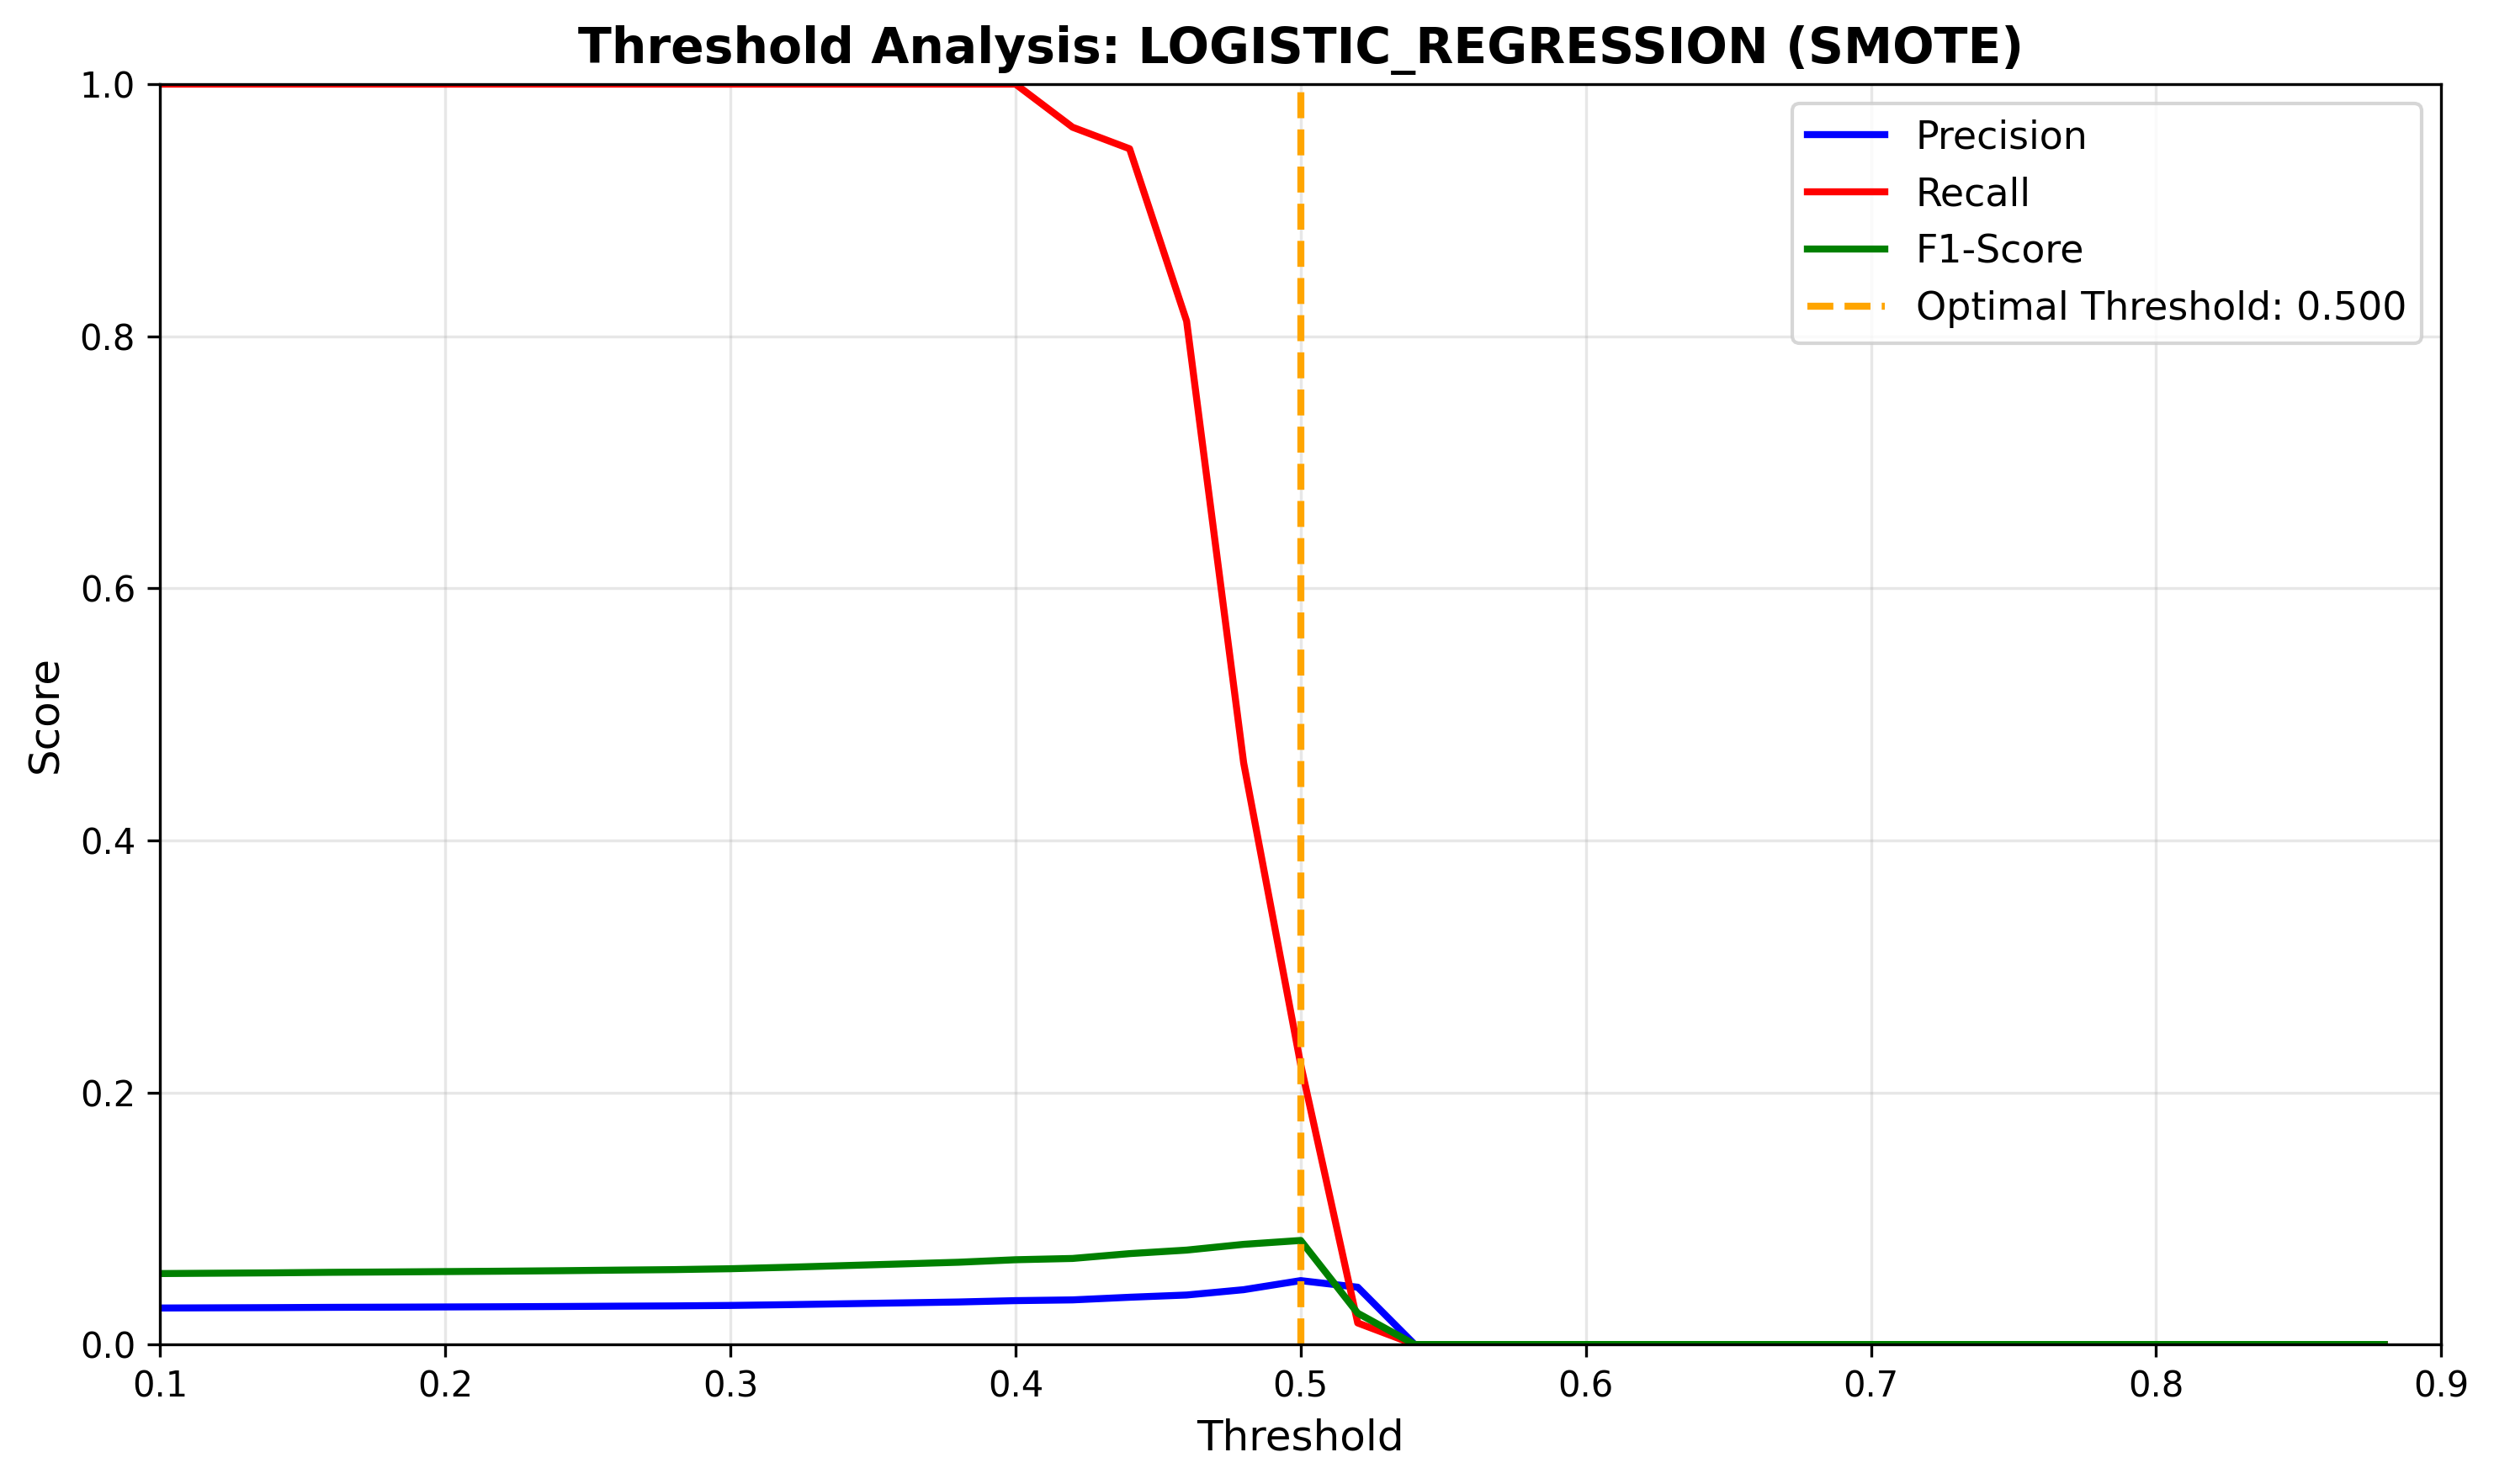 Threshold Analysis: LOGISTIC_REGRESSION (SMOTE)
1.0
0.8
0.6
0.4
0.2
0.0
Score
Precision
Recall
F1-Score
Optimal Threshold: 0.500
0.1 0.2 0.3 0.4 0.5 0.6 0.7 0.8 0.9
Threshold